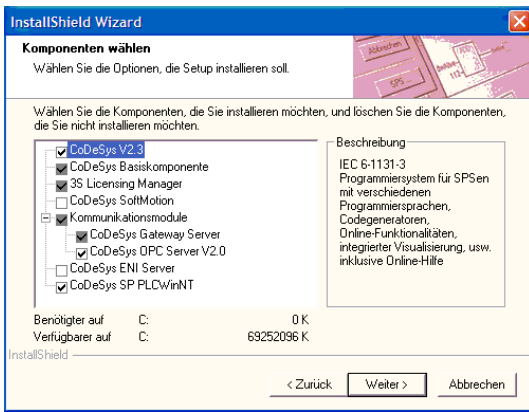 InstallShield Wizard
Komponenten wählen
Wählen Sie die Optionen, die Setup installieren soll.
Abbrechen
SPS ...
Wählen Sie die Komponenten, die Sie installieren möchten, und löschen Sie die Komponenten,
die Sie nicht installieren möchten.
CoDeSys V2.3
CoDeSys Basiskomponente
3S Licensing Manager
CoDeSys SoftMotion
Kommunikationsmodule
CoDeSys Gateway Server
CoDeSys OPC Server V2.0
CoDeSys ENI Server
CoDeSys SP PLCWinNT
Beschreibung
IEC 6-1131-3
Programmiersystem für SPSen
mit verschiedenen
Programmiersprachen,
Codegeneratoren,
Online-Funktionalitäten,
integrierter Visualisierung, usw.
inklusive Online-Hilfe
Benötigter auf C: 0 K
Verfügbarer auf C: 69252096 K
InstallShield
< Zurück Weiter > Abbrechen